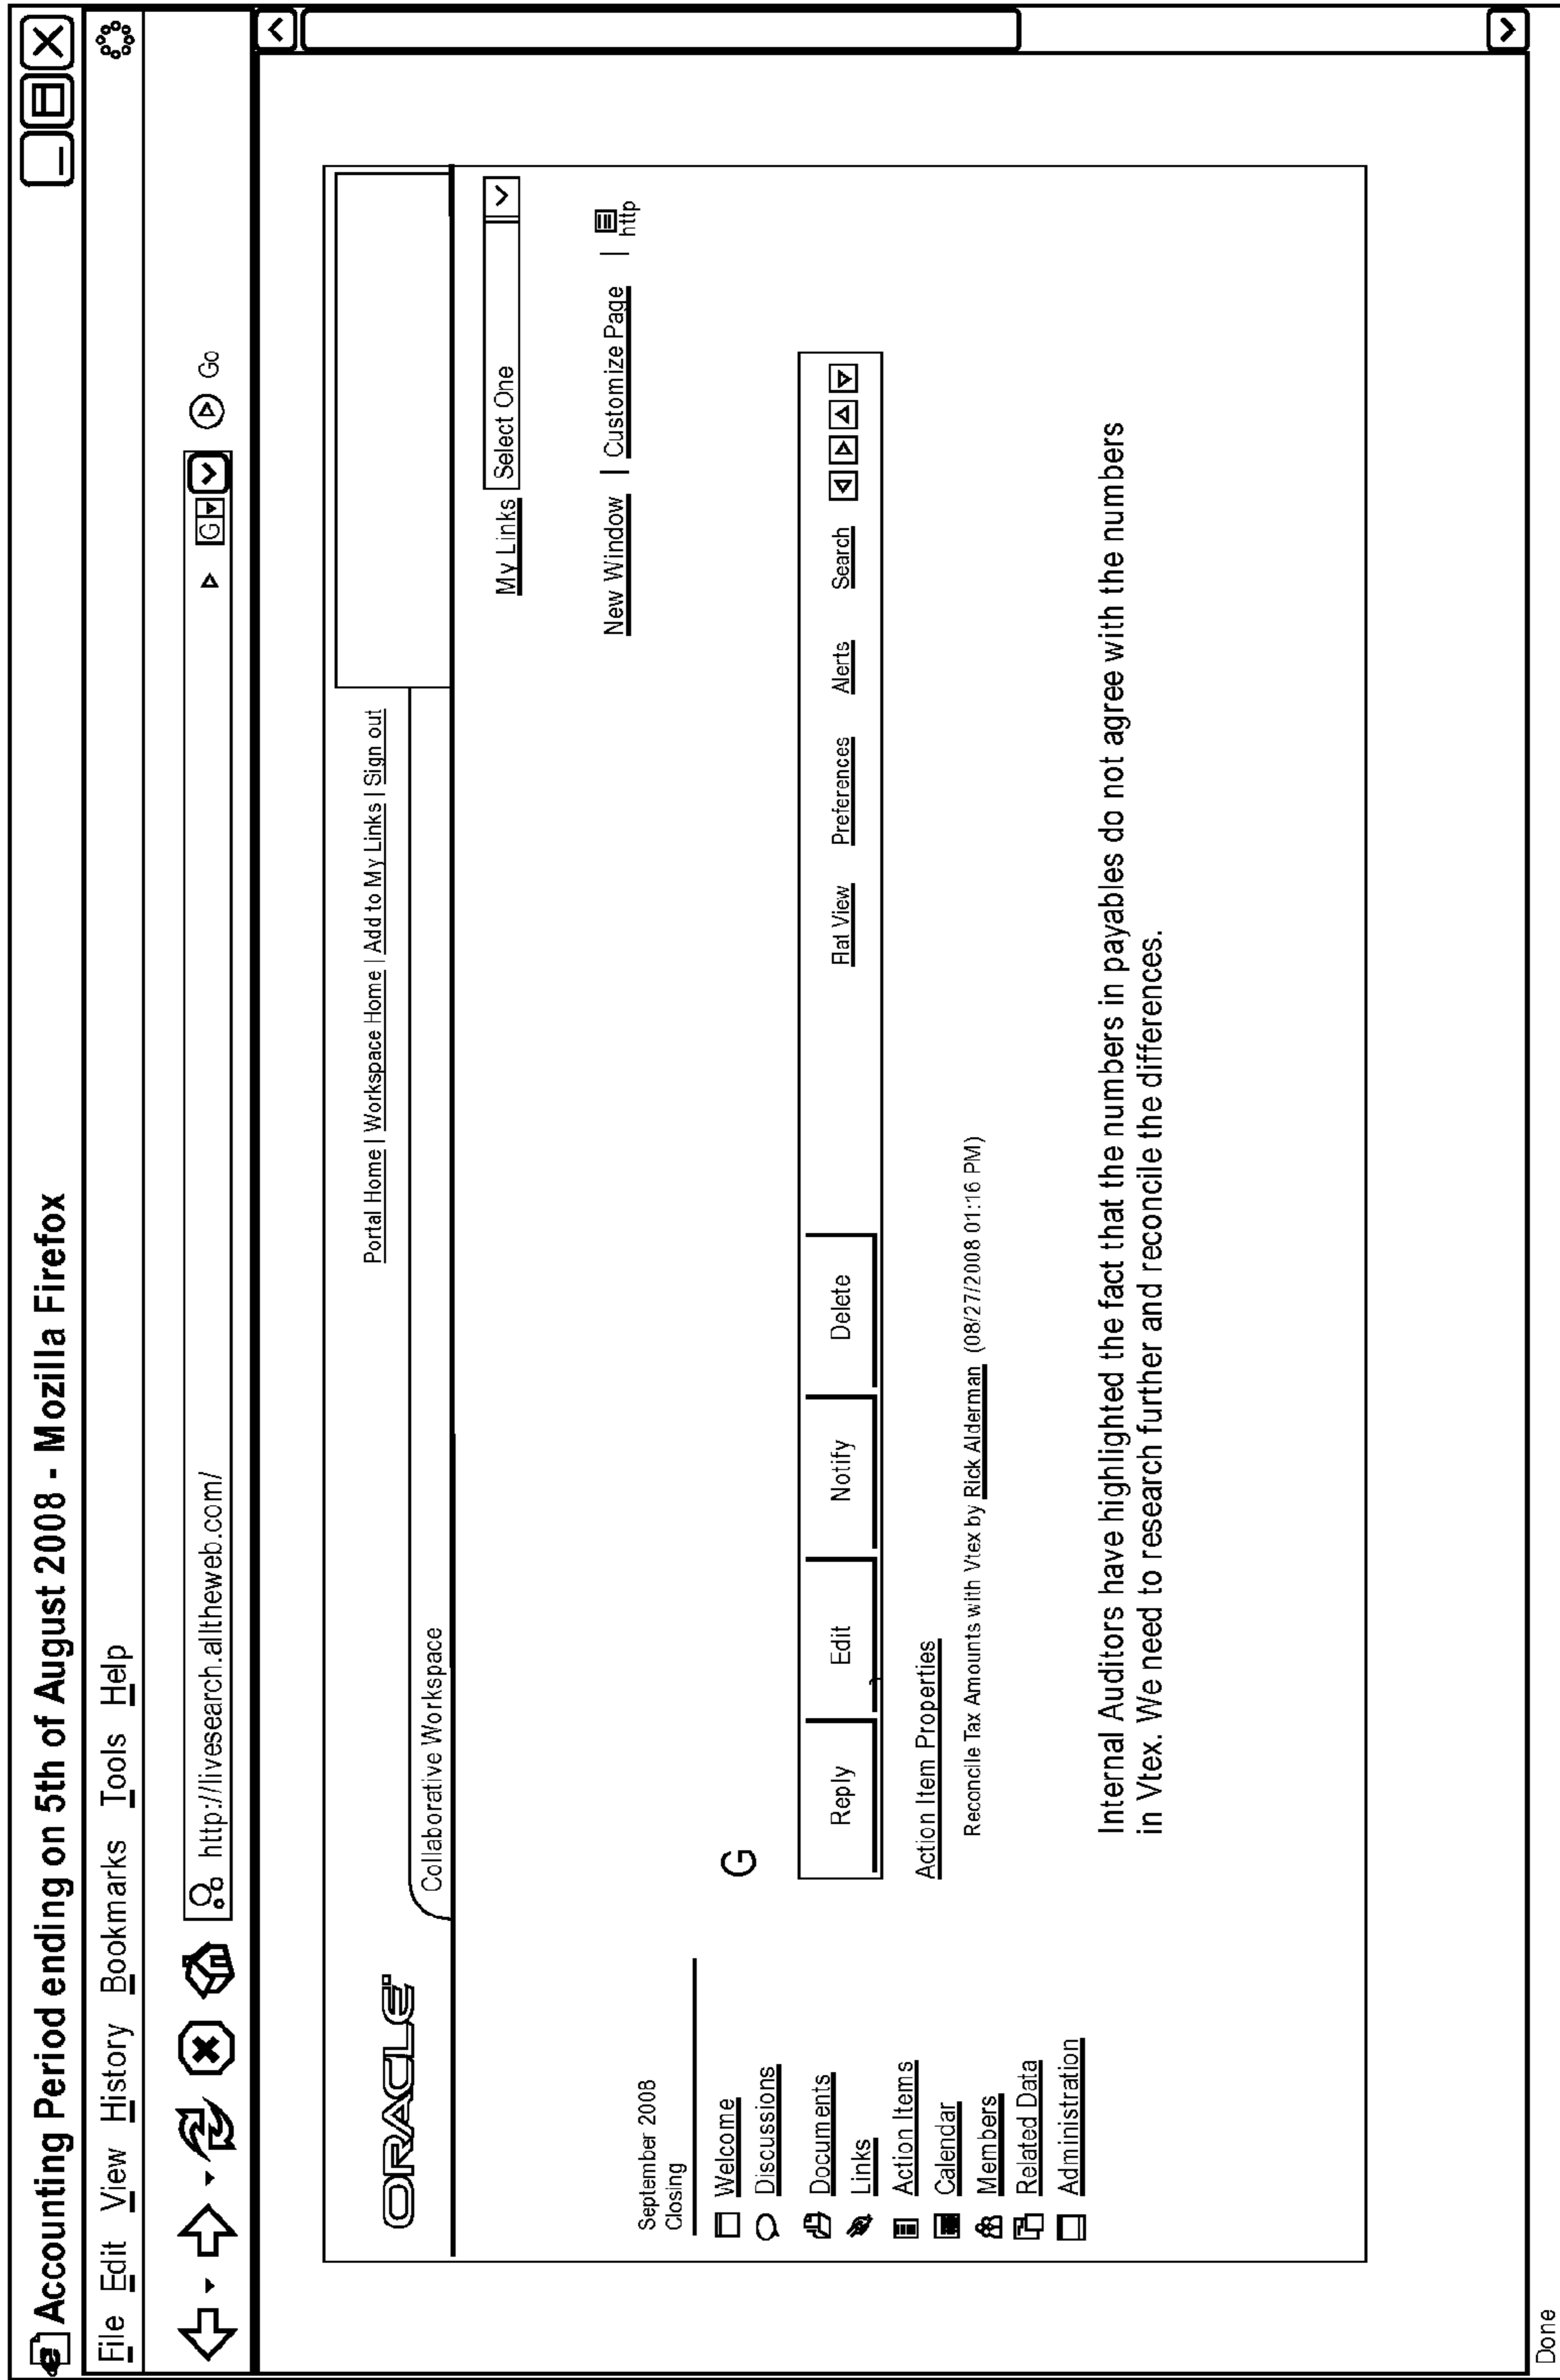 Accounting Period ending on 5th of August 2008 - Mozilla Firefox
File Edit View History Bookmarks Tools Help
http://livesearch.alltheweb.com/ G Go
ORACLE
Portal Home | Workspace Home | Add to My Links | Sign out
Collaborative Workspace
My Links Select One
New Window | Customize Page | http
September 2008
Closing
Welcome
Discussions
Documents
Links
Action Items
Calendar
Members
Related Data
Administration
G
Reply Edit Notify Delete Flat View Preferences Alerts Search
Action Item Properties
Reconcile Tax Amounts with Vtex by Rick Alderman (08/27/2008 01:16 PM)
Internal Auditors have highlighted the fact that the numbers in payables do not agree with the numbers
in Vtex. We need to research further and reconcile the differences.
Done